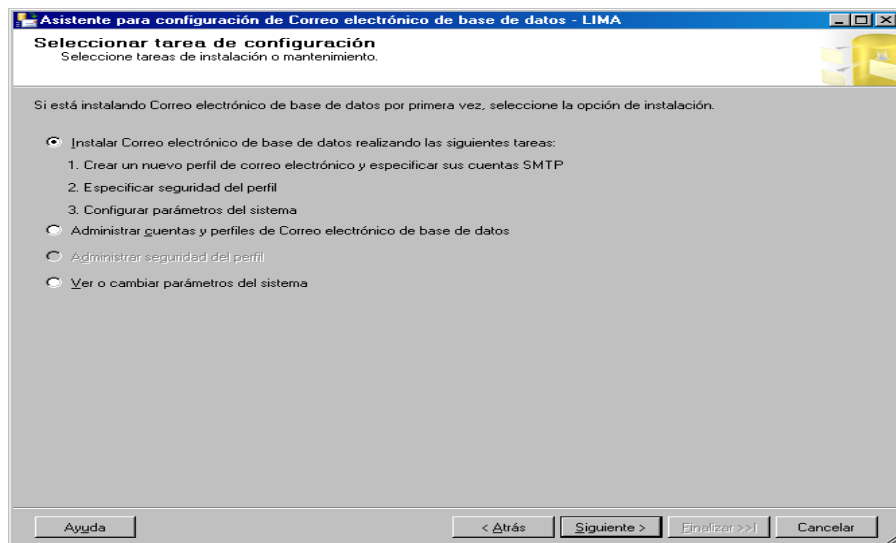 Asistente para configuración de Correo electrónico de base de datos - LIMA
Seleccionar tarea de configuración
Seleccione tareas de instalación o mantenimiento.
Si está instalando Correo electrónico de base de datos por primera vez, seleccione la opción de instalación.
Instalar Correo electrónico de base de datos realizando las siguientes tareas:
1. Crear un nuevo perfil de correo electrónico y especificar sus cuentas SMTP
2. Especificar seguridad del perfil
3. Configurar parámetros del sistema
Administrar cuentas y perfiles de Correo electrónico de base de datos
Administrar seguridad del perfil
Ver o cambiar parámetros del sistema
Ayuda < Atrás Siguiente > Finalizar >>| Cancelar